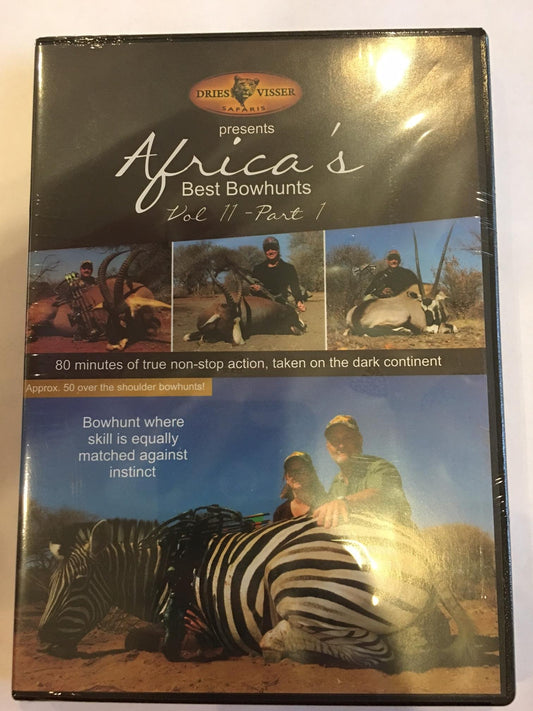 DRIES VISSER
SAFARIS
presents
Africa's
Best Bowhunts
Vol 11 - Part 1
80 minutes of true non-stop action, taken on the dark continent
Approx. 50 over the shoulder bowhunts!
Bowhunt where
skill is equally
matched against
instinct